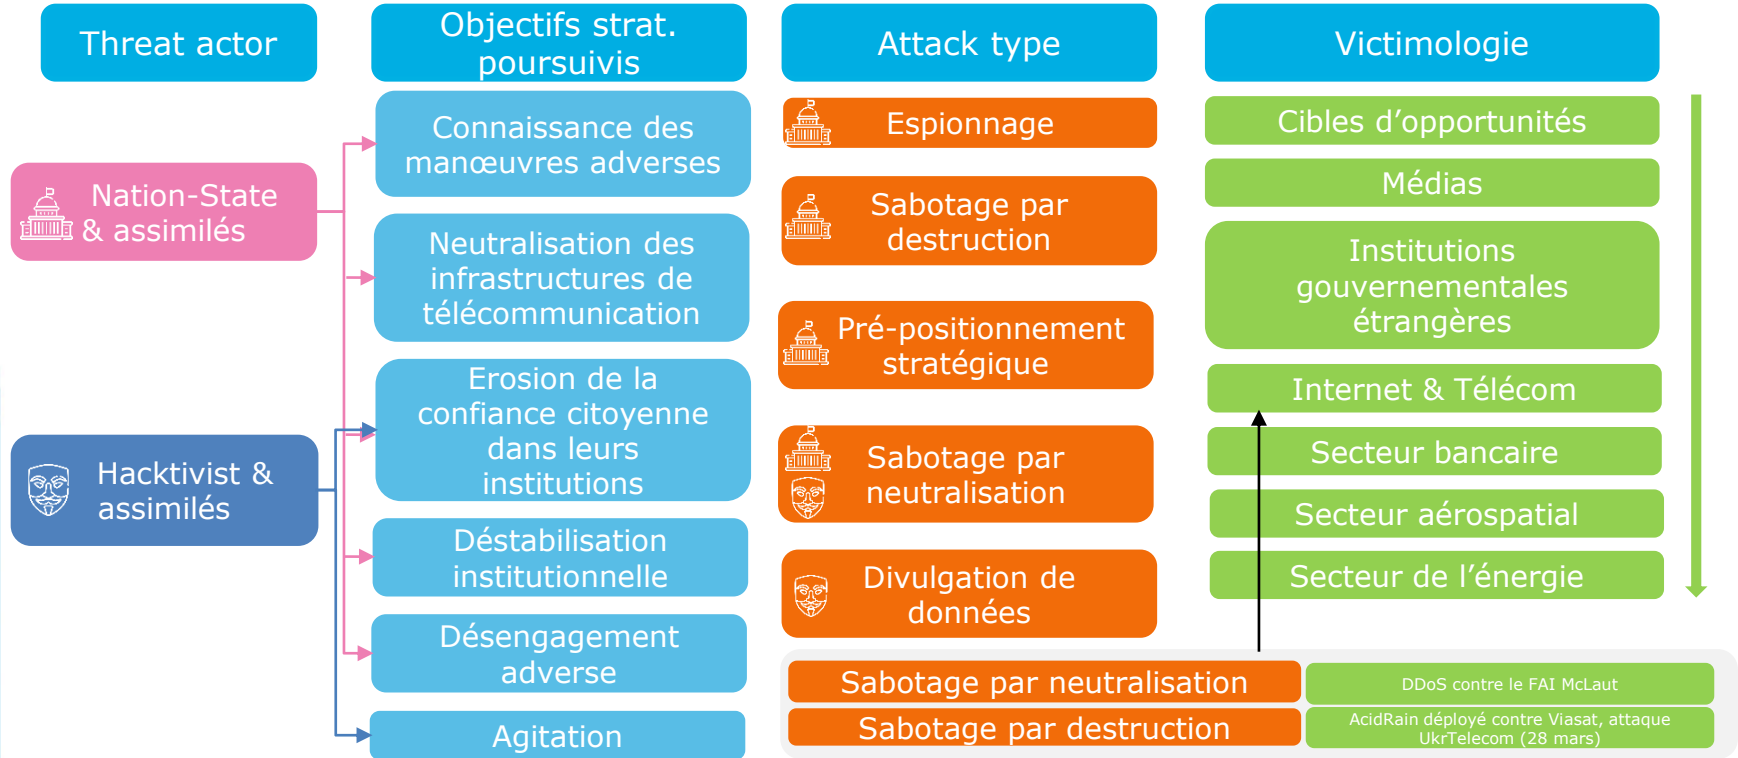 Threat actor
Objectifs strat.
poursuivis
Attack type
Victimologie
Nation-State
& assimilés
Hacktivist &
assimilés
Connaissance des
manœuvres adverses
Neutralisation des
infrastructures de
télécommunication
Erosion de la
confiance citoyenne
dans leurs
institutions
Déstabilisation
institutionnelle
Désengagement
adverse
Agitation
Espionnage
Sabotage par
destruction
Pré-positionnement
stratégique
Sabotage par
neutralisation
Divulgation de
données
Cibles d'opportunités
Médias
Institutions
gouvernementales
étrangères
Internet & Télécom
Secteur bancaire
Secteur aérospatial
Secteur de l'énergie
Sabotage par neutralisation
DDoS contre le FAI McLaut
Sabotage par destruction
AcidRain déployé contre Viasat, attaque
UkrTelecom (28 mars)